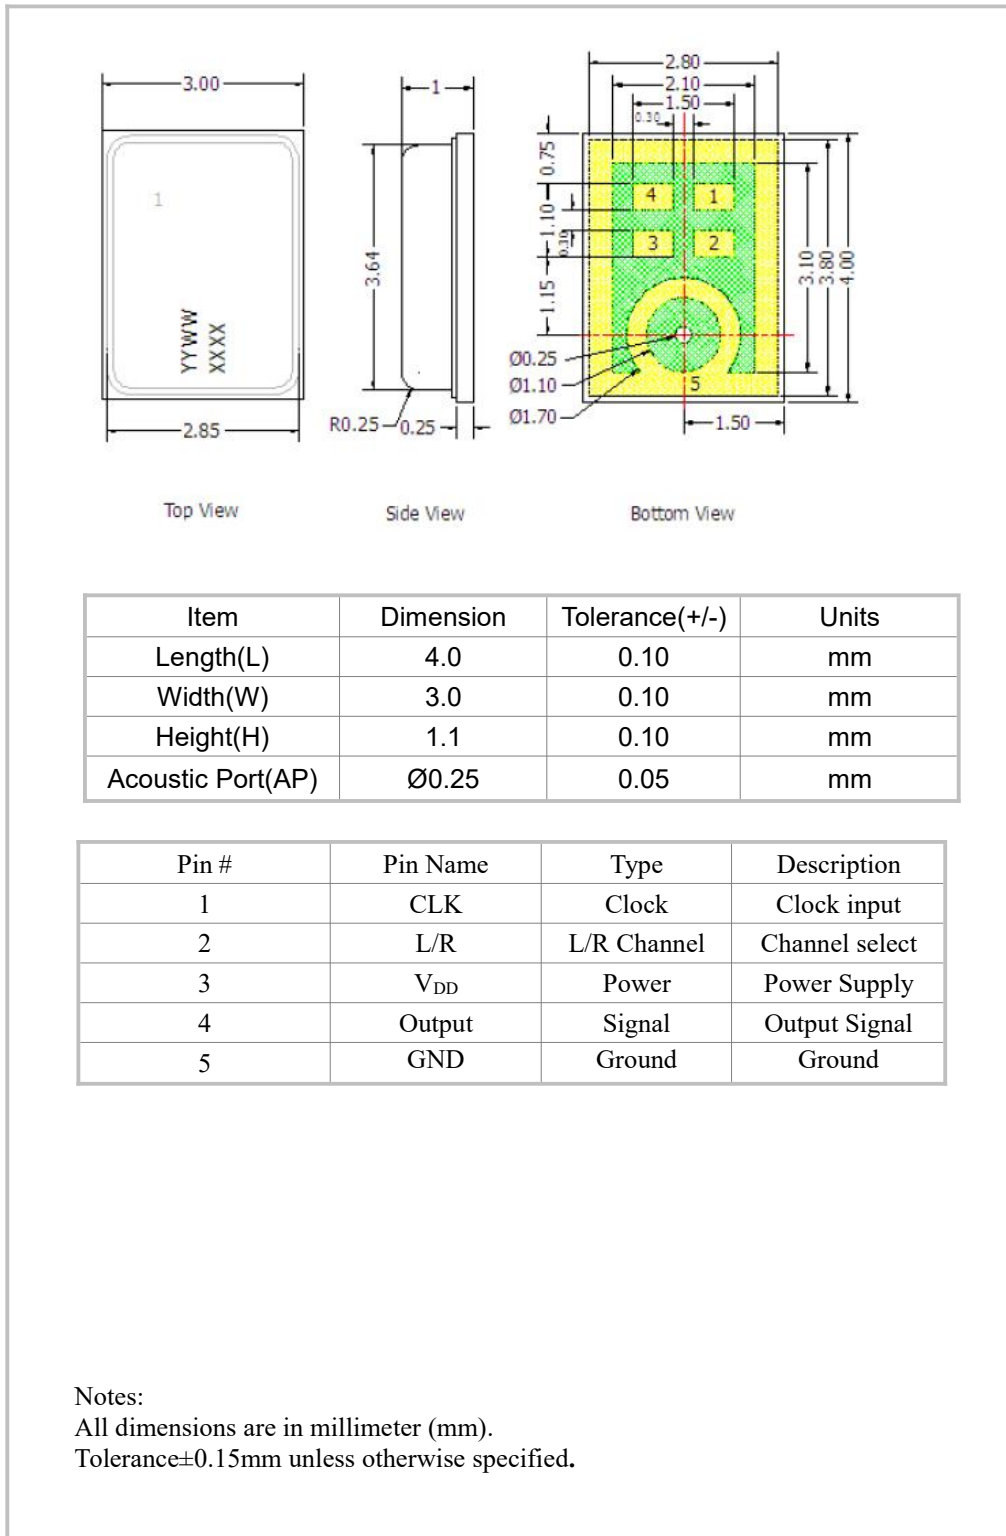 3.00
1
2.80
2.10
1.50
0.30
0.75
1.10
0.30
1.15
3.64
1
YYWW
XXXX
4
1
3
2
5
3.10
3.80
4.00
Ø0.25
Ø1.10
Ø1.70
2.85
R0.25
0.25
1.50
Top View
Side View
Bottom View
Item Dimension Tolerance(+/-) Units
Length(L) 4.0 0.10 mm
Width(W) 3.0 0.10 mm
Height(H) 1.1 0.10 mm
Acoustic Port(AP) Ø0.25 0.05 mm
Pin # Pin Name Type Description
1 CLK Clock Clock input
2 L/R L/R Channel Channel select
3 VDD Power Power Supply
4 Output Signal Output Signal
5 GND Ground Ground
Notes:
All dimensions are in millimeter (mm).
Tolerance±0.15mm unless otherwise specified.